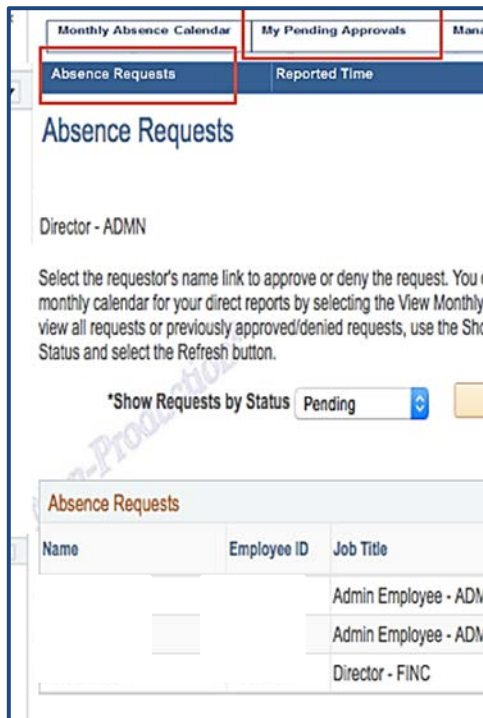 Monthly Absence Calendar My Pending Approvals
Absence Requests Reported Time
Absence Requests
Director - ADMN
Select the requestor's name link to approve or deny the request. You
monthly calendar for your direct reports by selecting the View Monthly
view all requests or previously approved/denied requests, use the
Status and select the Refresh button.
*Show Requests by Status Pending
Absence Requests
Name Employee ID Job Title
Admin Employee -
Admin Employee -
Director - FINC